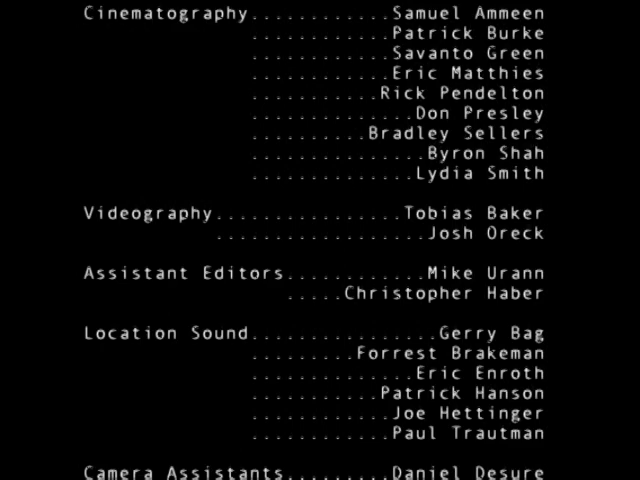 Cinematography............Samuel Ammeen
............Patrick Burke
............Savanto Green
............Eric Matthies
...........Rick Pendelton
..............Don Presley
..........Bradley Sellers
...............Byron Shah
..............Lydia Smith
Videography................Tobias Baker
..................Josh Oreck
Assistant Editors............Mike Urann
.....Christopher Haber
Location Sound................Gerry Bag
.........Forrest Brakeman
..............Eric Enroth
...........Patrick Hanson
............Joe Hettinger
............Paul Trautman
Camera Assistants.........Daniel Desure